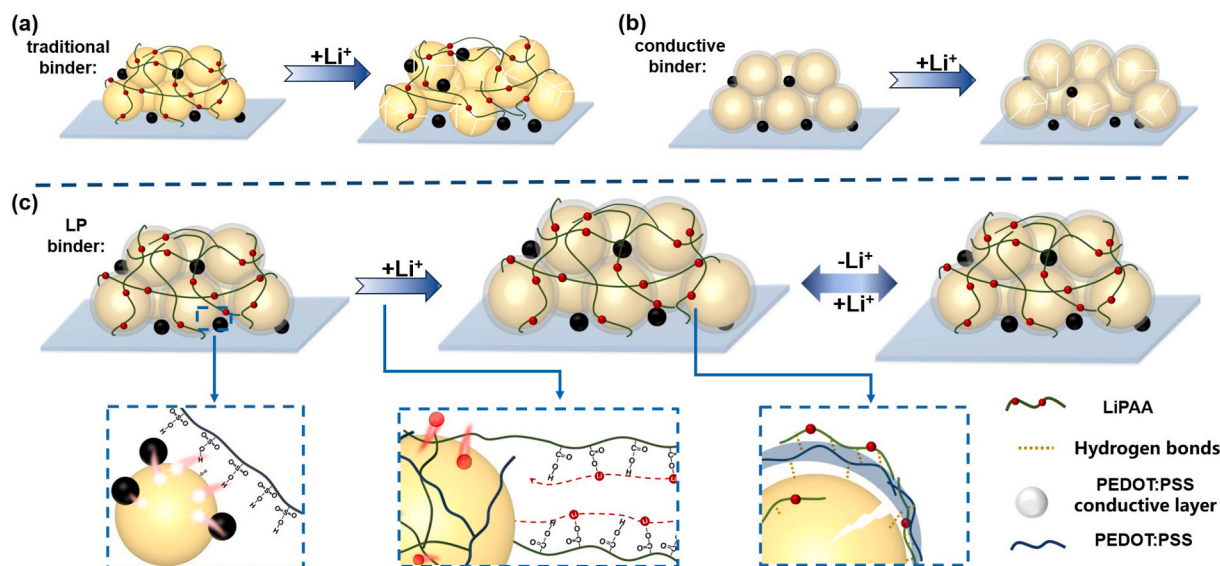 (a)
traditional
binder:
+Li⁺
(b)
conductive
binder:
+Li⁺
(c)
LP
binder:
+Li⁺
-Li⁺
+Li⁺
LiPAA
Hydrogen bonds
PEDOT:PSS
conductive layer
PEDOT:PSS